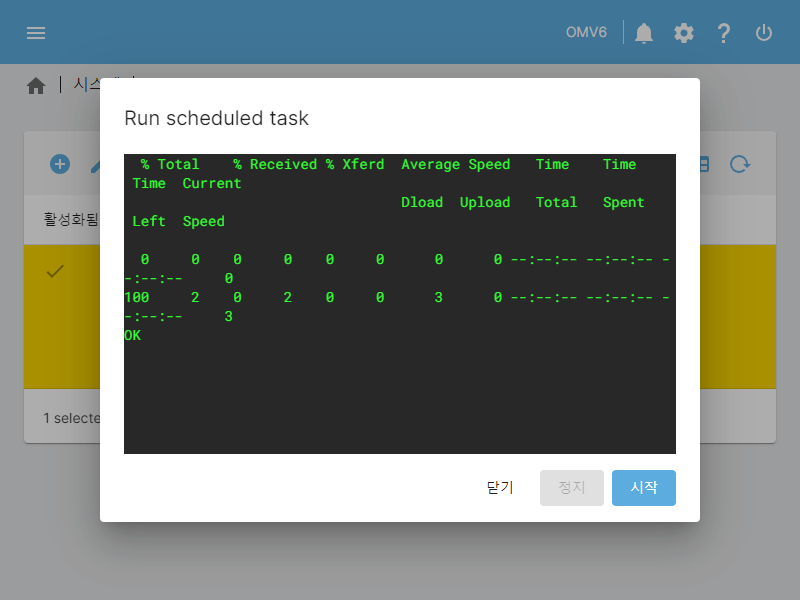 OMV6
시스
Run scheduled task
활성화됨
% Total % Received % Xferd Average Speed Time Time
Time Current
Dload Upload Total Spent
Left Speed
0 0 0 0 0 0 0 0 --:--:-- --:--:-- -
-:--:-- 0
100 2 0 2 0 0 3 0 --:--:-- --:--:-- -
-:--:-- 3
OK
1 selecte
닫기 정지 시작